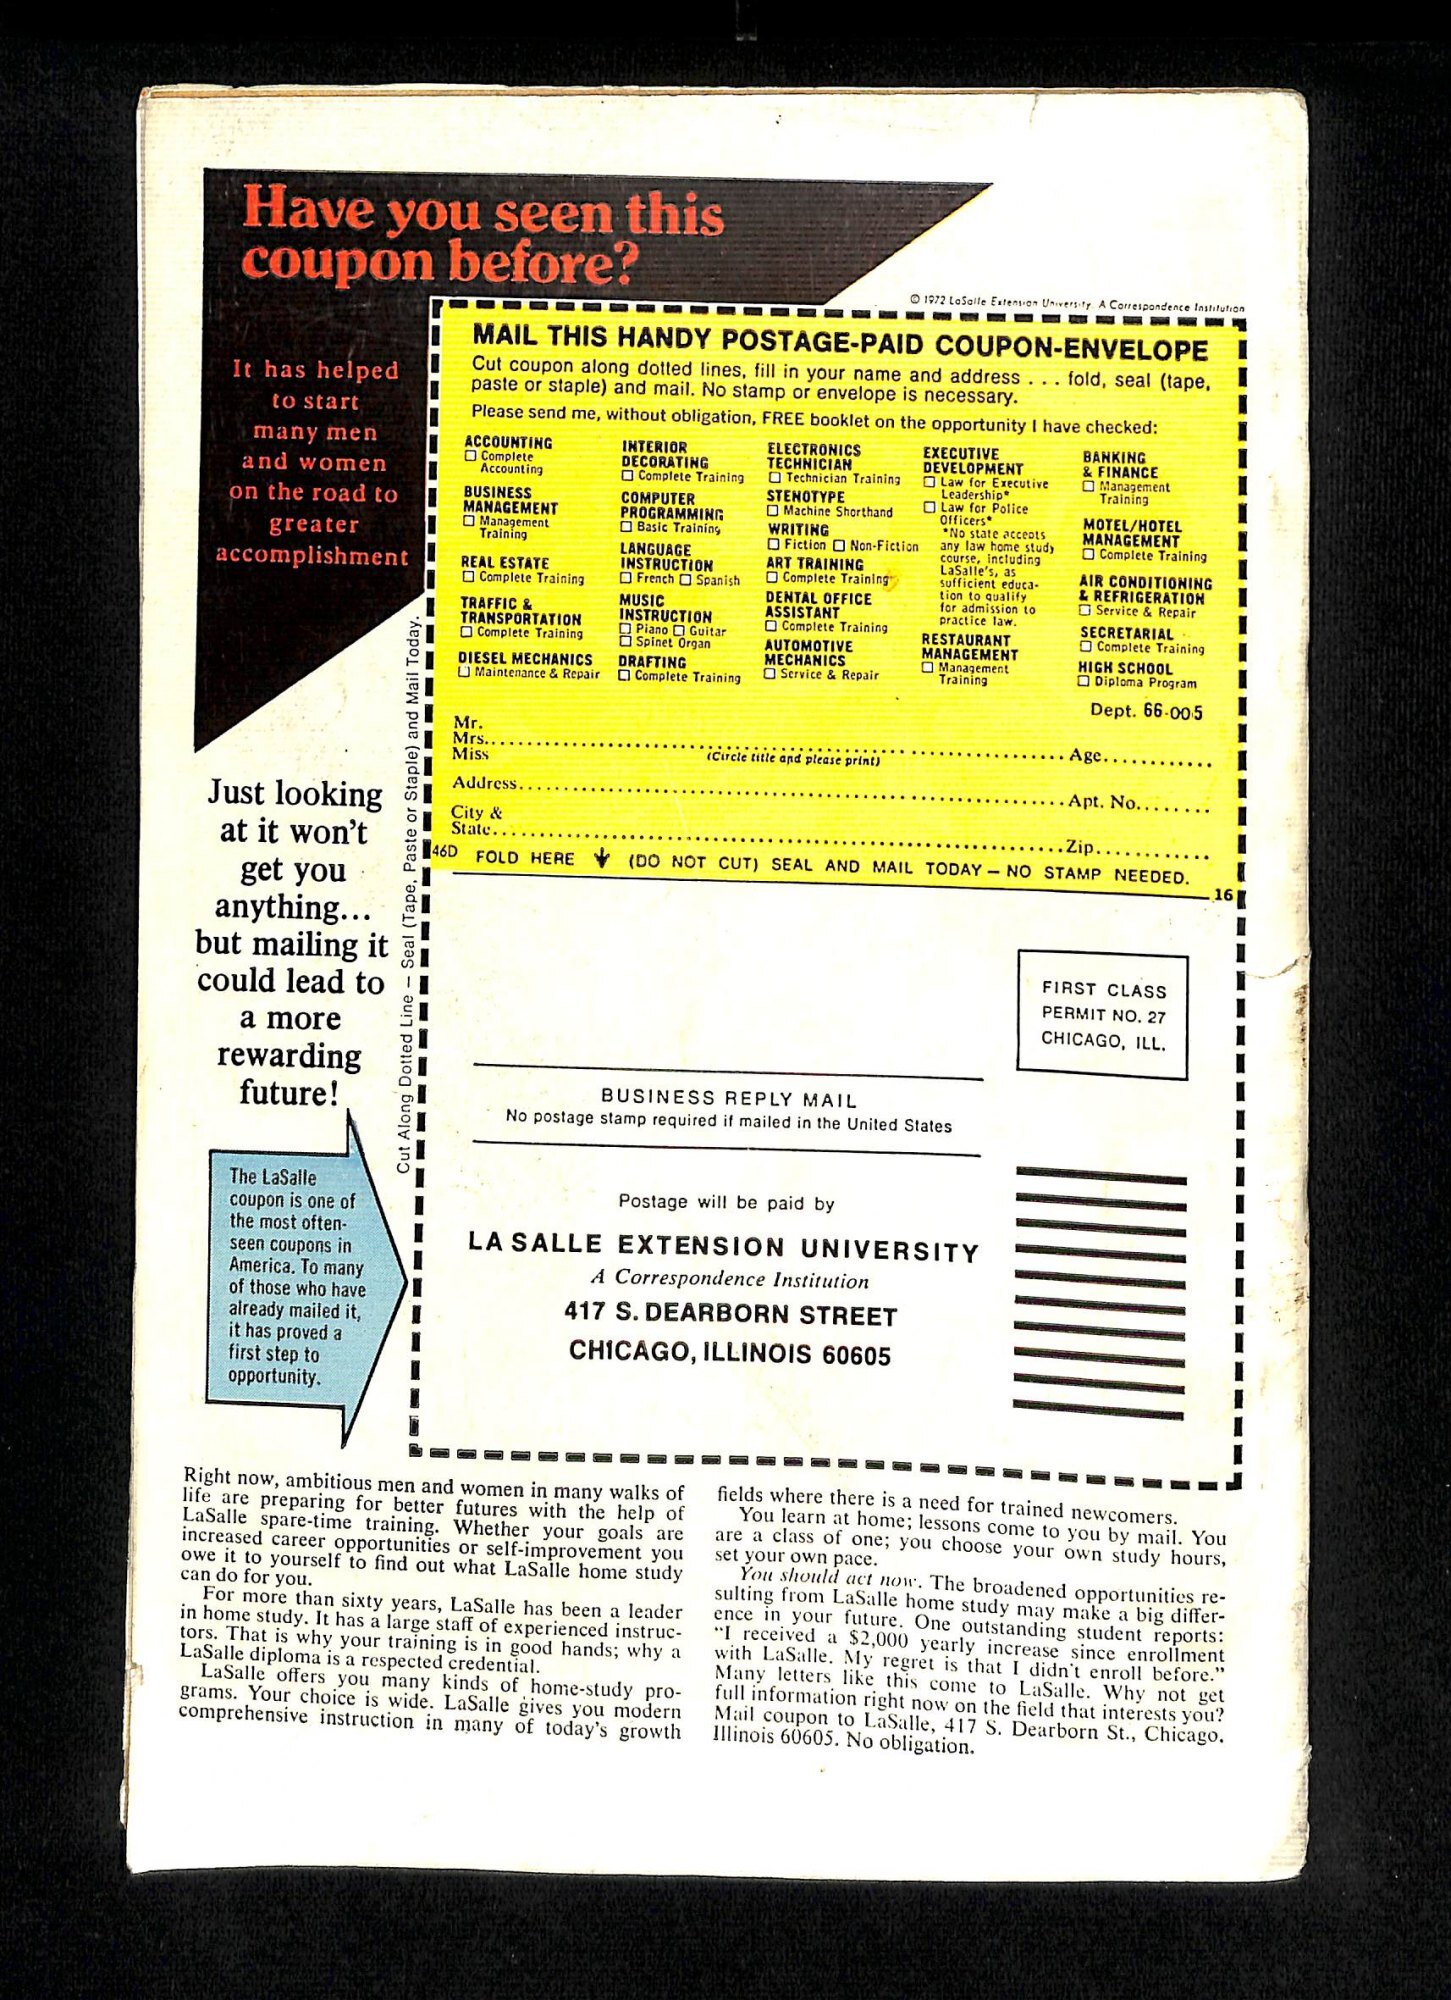 Have you seen this
coupon before?
© 1972 LaSalle Extension University. A Correspondence Institution
It has helped
to start
many men
and women
on the road to
greater
accomplishment
MAIL THIS HANDY POSTAGE-PAID COUPON-ENVELOPE
Cut coupon along dotted lines, fill in your name and address . . . fold, seal (tape,
paste or staple) and mail. No stamp or envelope is necessary.
Please send me, without obligation, FREE booklet on the opportunity I have checked:
ACCOUNTING
☐ Complete
Accounting
BUSINESS
MANAGEMENT
☐ Management
Training
REAL ESTATE
☐ Complete Training
TRAFFIC &
TRANSPORTATION
☐ Complete Training
DIESEL MECHANICS
☐ Maintenance & Repair
INTERIOR
DECORATING
☐ Complete Training
COMPUTER
PROGRAMMING
☐ Basic Training
LANGUAGE
INSTRUCTION
☐ French ☐ Spanish
MUSIC
INSTRUCTION
☐ Piano ☐ Guitar
☐ Spinet Organ
DRAFTING
☐ Complete Training
ELECTRONICS
TECHNICIAN
☐ Technician Training
STENOTYPE
☐ Machine Shorthand
WRITING
☐ Fiction ☐ Non-Fiction
ART TRAINING
☐ Complete Training
DENTAL OFFICE
ASSISTANT
☐ Complete Training
AUTOMOTIVE
MECHANICS
☐ Service & Repair
EXECUTIVE
DEVELOPMENT
☐ Law for Executive
Leadership*
☐ Law for Police
Officers*
*No state accepts
any law home study
course, including
LaSalle's, as
sufficient educa-
tion to qualify
for admission to
practice law.
RESTAURANT
MANAGEMENT
☐ Management
Training
BANKING
& FINANCE
☐ Management
Training
MOTEL/HOTEL
MANAGEMENT
☐ Complete Training
AIR CONDITIONING
& REFRIGERATION
☐ Service & Repair
SECRETARIAL
☐ Complete Training
HIGH SCHOOL
☐ Diploma Program
Dept. 66-005
Mr.
Mrs. Age
Miss (Circle title and please print)
Address Apt. No.
City &
State Zip
46D FOLD HERE (DO NOT CUT) SEAL AND MAIL TODAY — NO STAMP NEEDED.
16
Cut Along Dotted Line — Seal (Tape, Paste or Staple) and Mail Today.
Just looking
at it won't
get you
anything...
but mailing it
could lead to
a more
rewarding
future!
FIRST CLASS
PERMIT NO. 27
CHICAGO, ILL.
BUSINESS REPLY MAIL
No postage stamp required if mailed in the United States
Postage will be paid by
LA SALLE EXTENSION UNIVERSITY
A Correspondence Institution
417 S. DEARBORN STREET
CHICAGO, ILLINOIS 60605
The LaSalle
coupon is one of
the most often-
seen coupons in
America. To many
of those who have
already mailed it,
it has proved a
first step to
opportunity.
Right now, ambitious men and women in many walks of
life are preparing for better futures with the help of
LaSalle spare-time training. Whether your goals are
increased career opportunities or self-improvement you
owe it to yourself to find out what LaSalle home study
can do for you.
For more than sixty years, LaSalle has been a leader
in home study. It has a large staff of experienced instruc-
tors. That is why your training is in good hands; why a
LaSalle diploma is a respected credential.
LaSalle offers you many kinds of home-study pro-
grams. Your choice is wide. LaSalle gives you modern
comprehensive instruction in many of today's growth
fields where there is a need for trained newcomers.
You learn at home; lessons come to you by mail. You
are a class of one; you choose your own study hours,
set your own pace.
You should act now. The broadened opportunities re-
sulting from LaSalle home study may make a big differ-
ence in your future. One outstanding student reports:
"I received a $2,000 yearly increase since enrollment
with LaSalle. My regret is that I didn't enroll before."
Many letters like this come to LaSalle. Why not get
full information right now on the field that interests you?
Mail coupon to LaSalle, 417 S. Dearborn St., Chicago,
Illinois 60605. No obligation.